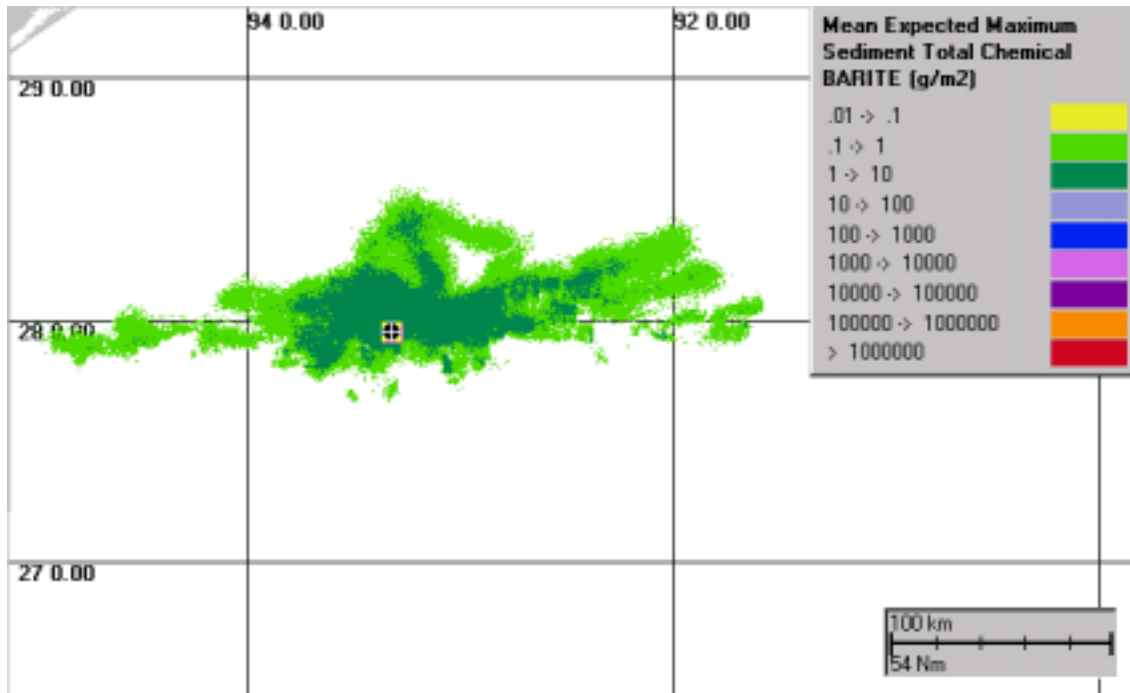 94 0.00
92 0.00
29 0.00
28 0.00
27 0.00
Mean Expected Maximum
Sediment Total Chemical
BARITE (g/m2)
.01 -> .1
.1 -> 1
1 -> 10
10 -> 100
100 -> 1000
1000 -> 10000
10000 -> 100000
100000 -> 1000000
> 1000000
100 km
54 Nm